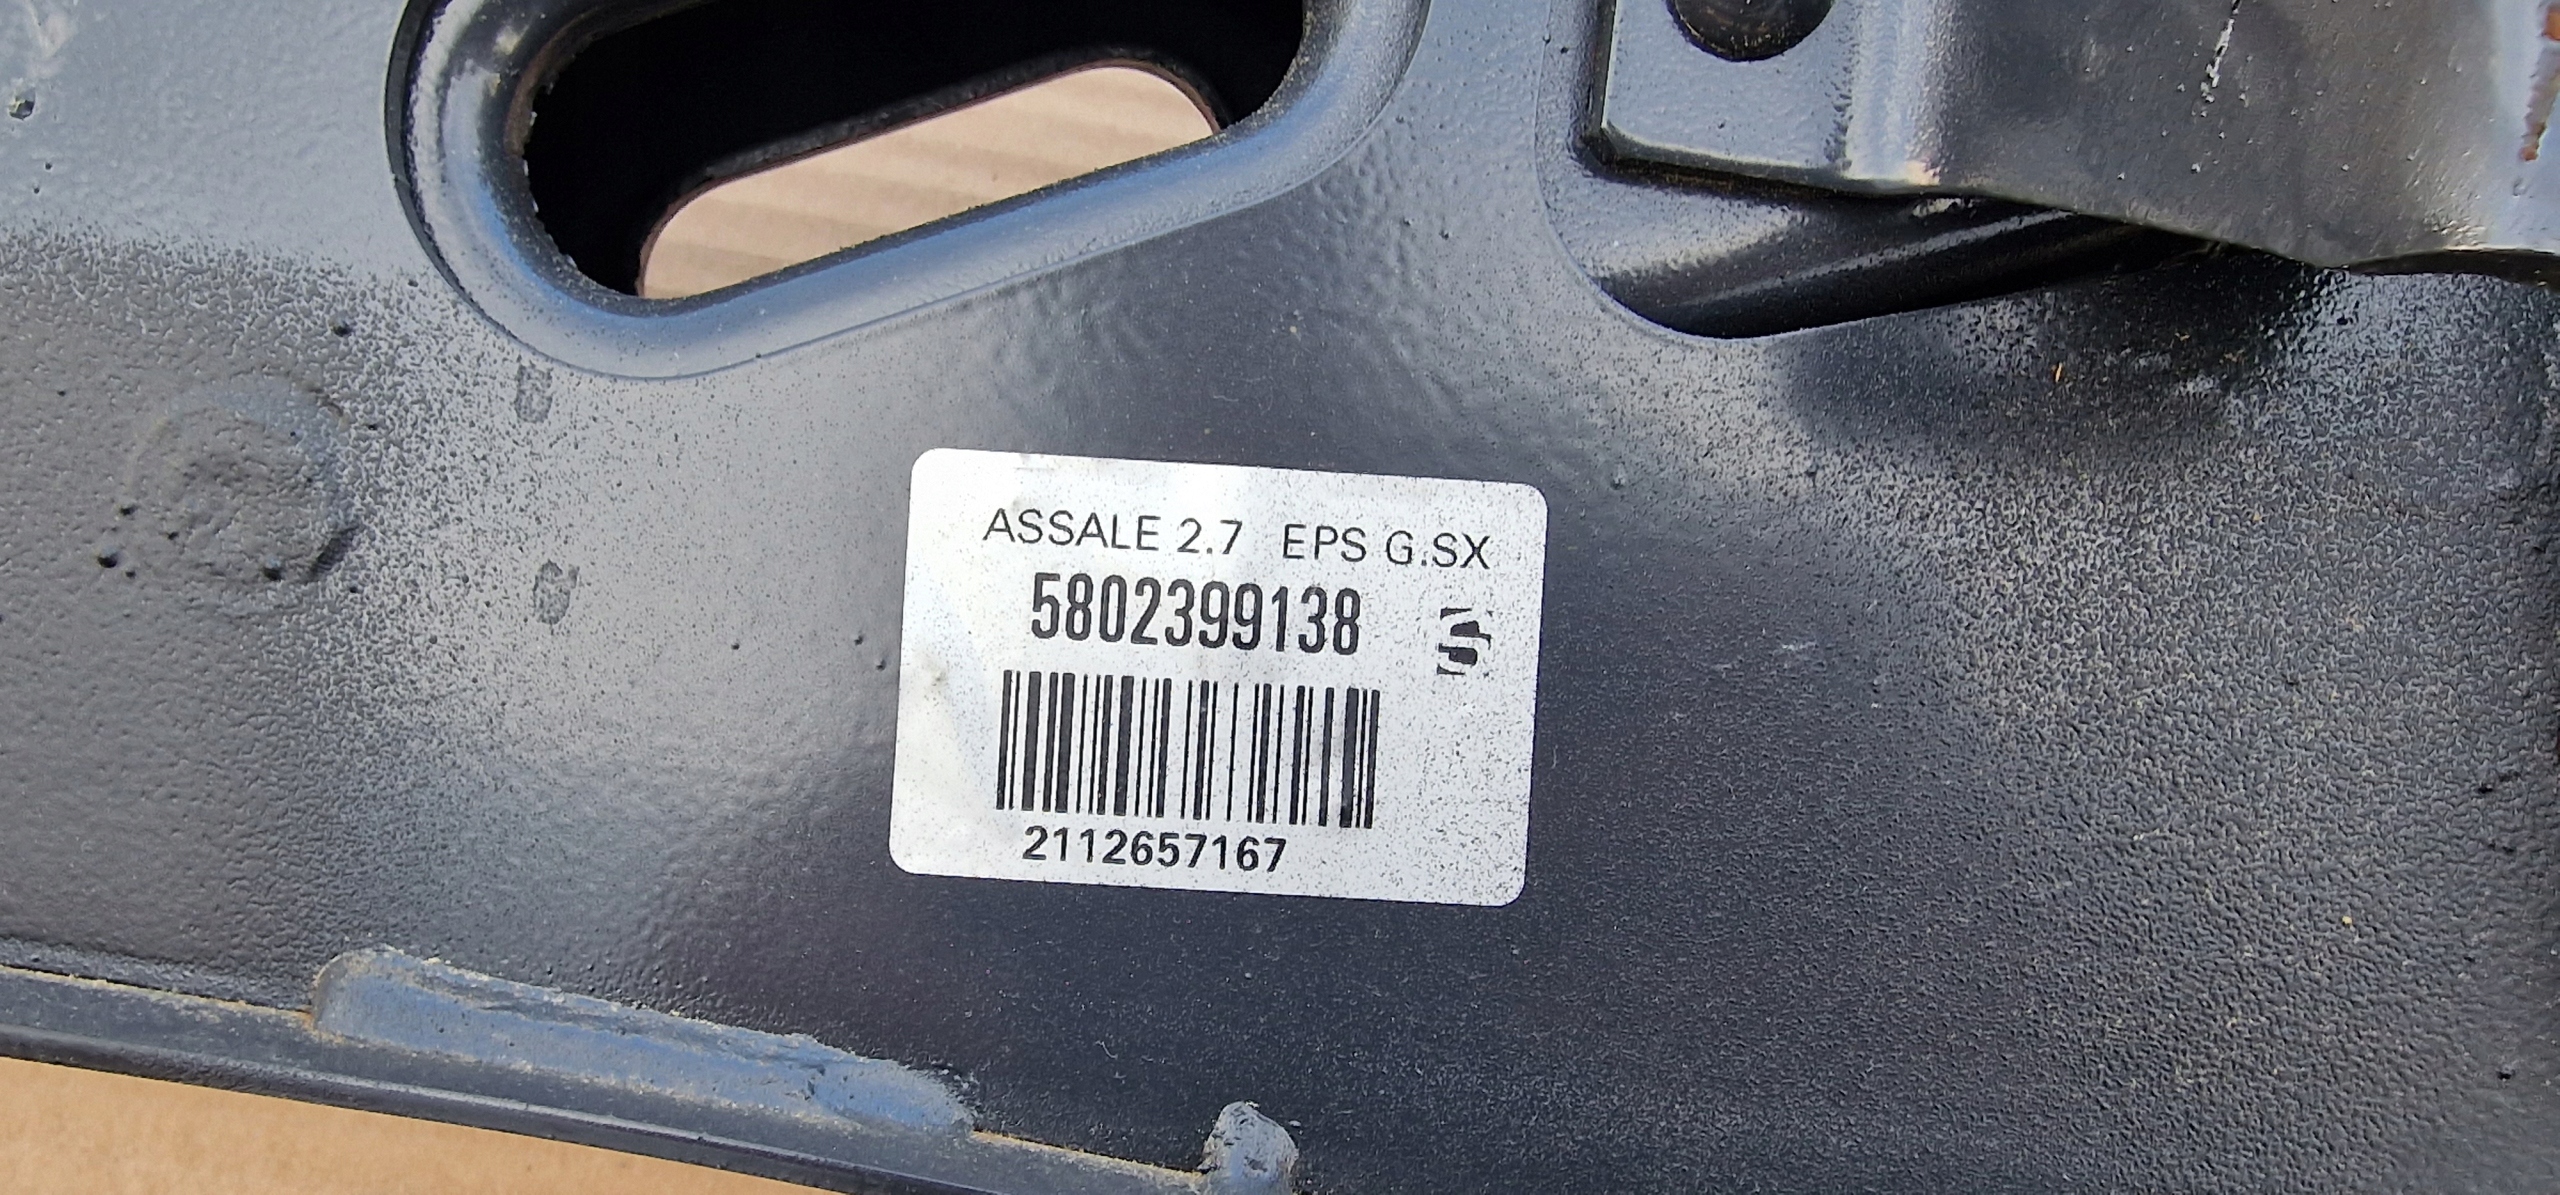 ASSALE 2.7 EPS G.SX
5802399138
2112657167